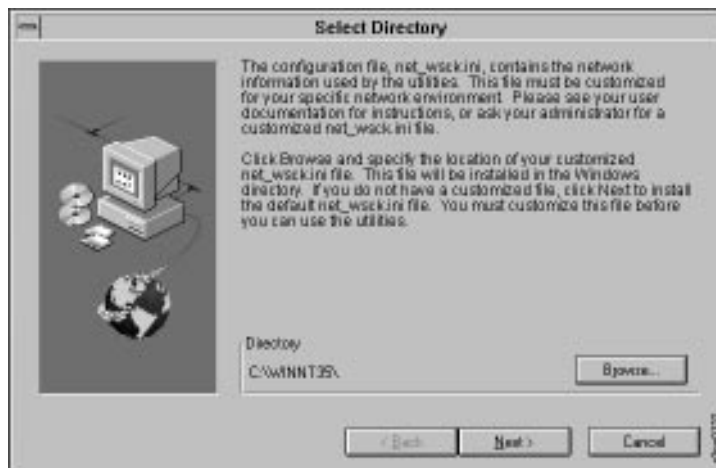 Select Directory
The configuration file, net_wsck.ini, contains the network
information used by the utilities. This file must be customized
for your specific network environment. Please see your user
documentation for instructions, or ask your administrator for a
customized net_wsck.ini file.
Click Browse and specify the location of your customized
net_wsck.ini file. This file will be installed in the Windows
directory. If you do not have a customized file, click Next to install
the default net_wsck.ini file. You must customize this file before
you can use the utilities.
Directory
C:\WINNT35\
Browse...
< Back
Next >
Cancel